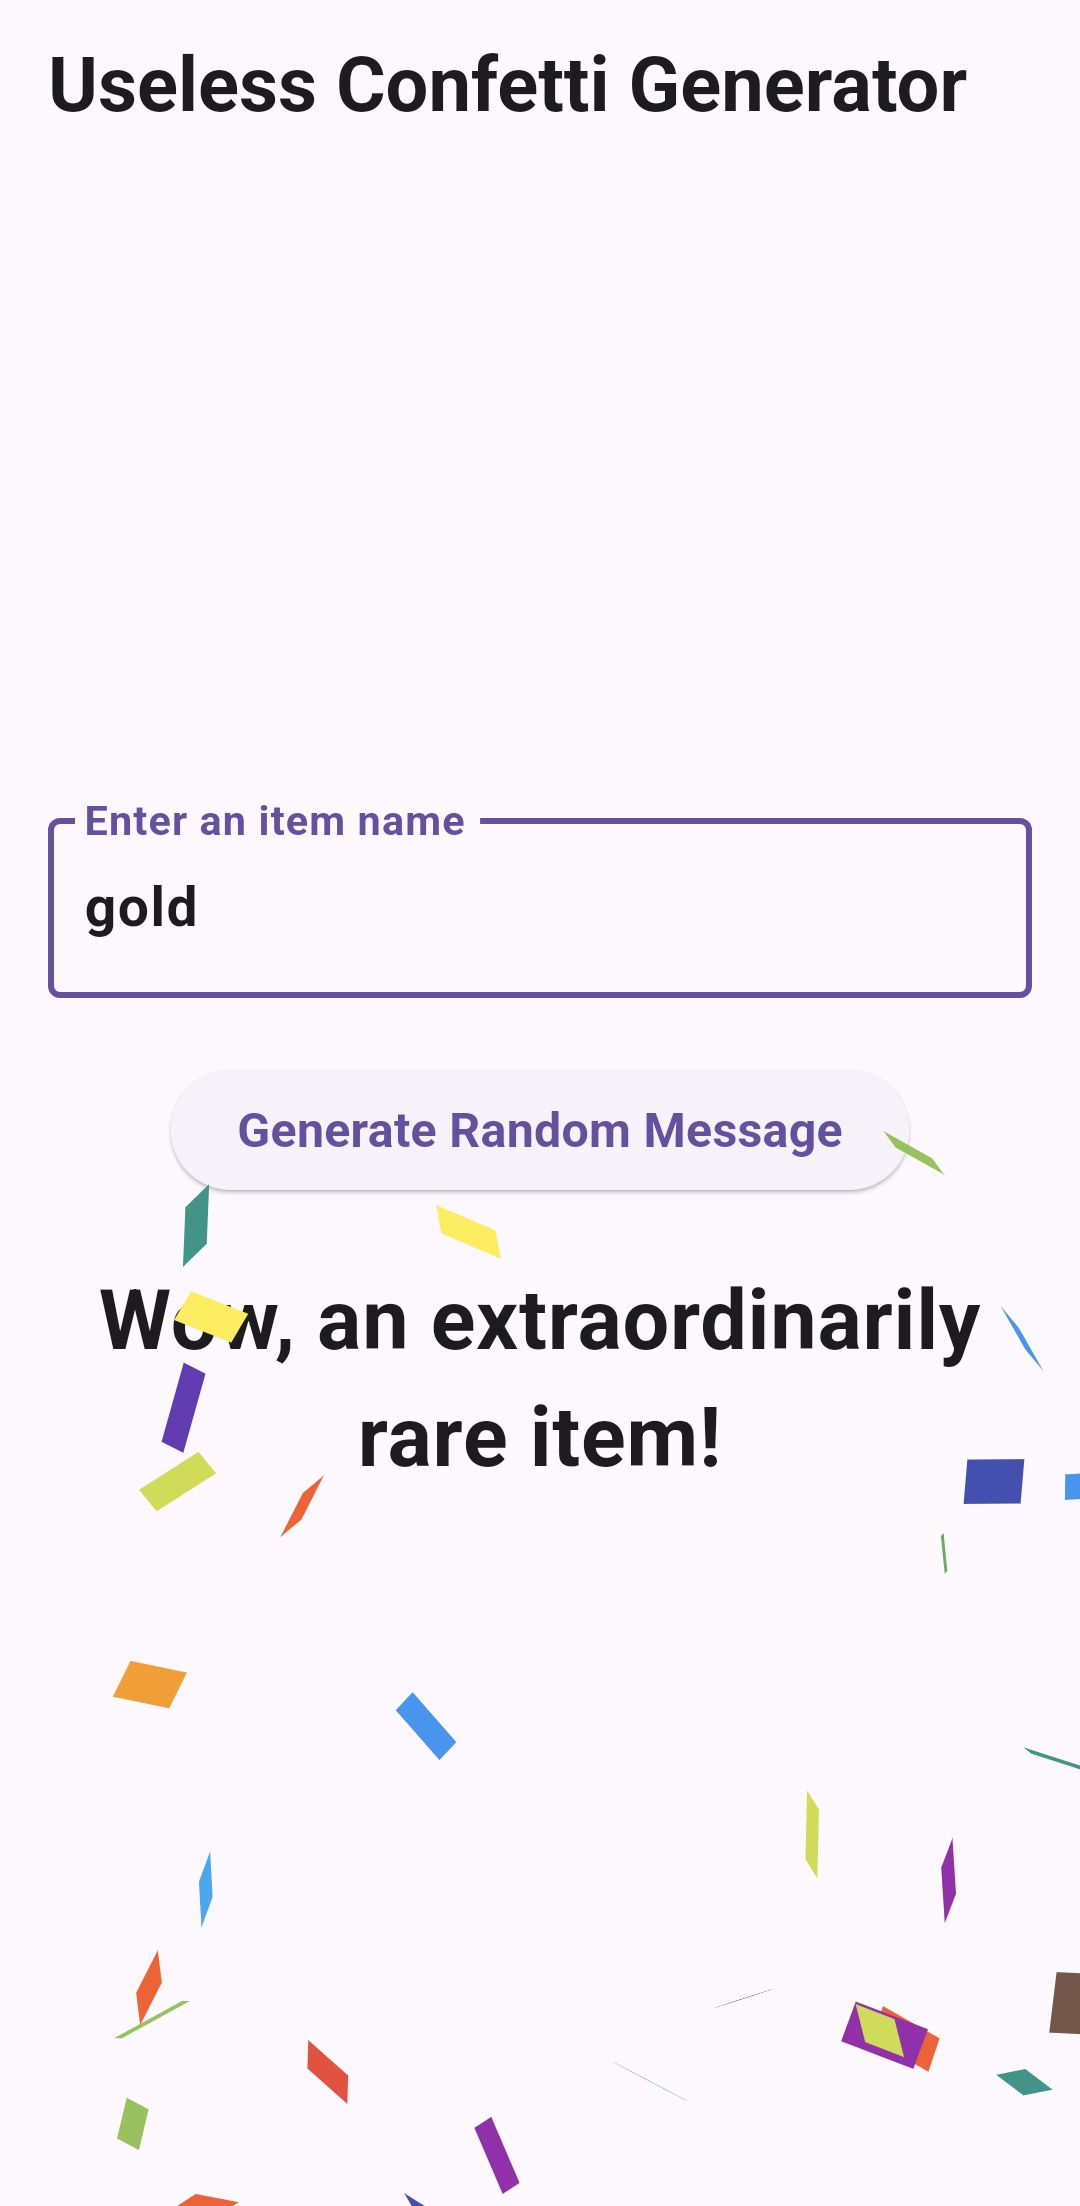 Useless Confetti Generator
Enter an item name
gold
Generate Random Message
Wow, an extraordinarily
rare item!